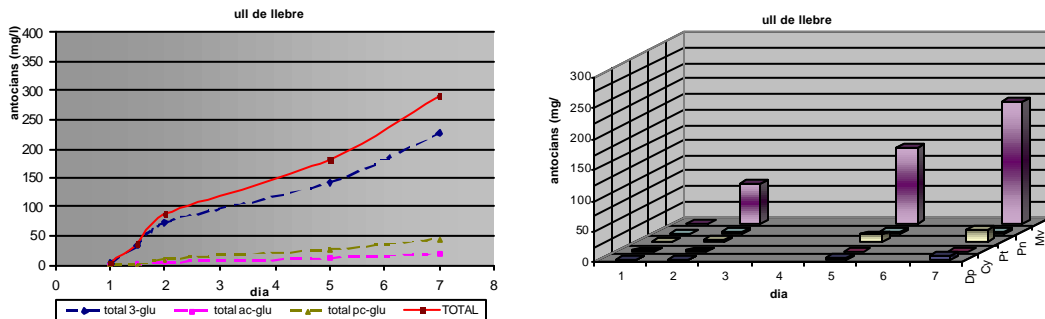 ull de llebre
antocians (mg/l)
400
350
300
250
200
150
100
50
0
0 1 2 3 4 5 6 7 8
dia
total 3-glu total ac-glu total pc-glu TOTAL
ull de llebre
antocians (mg/
300
250
200
150
100
50
0
1 2 3 4 5 6 7
dia
Dp
Cy
Pt
Pn
Mv